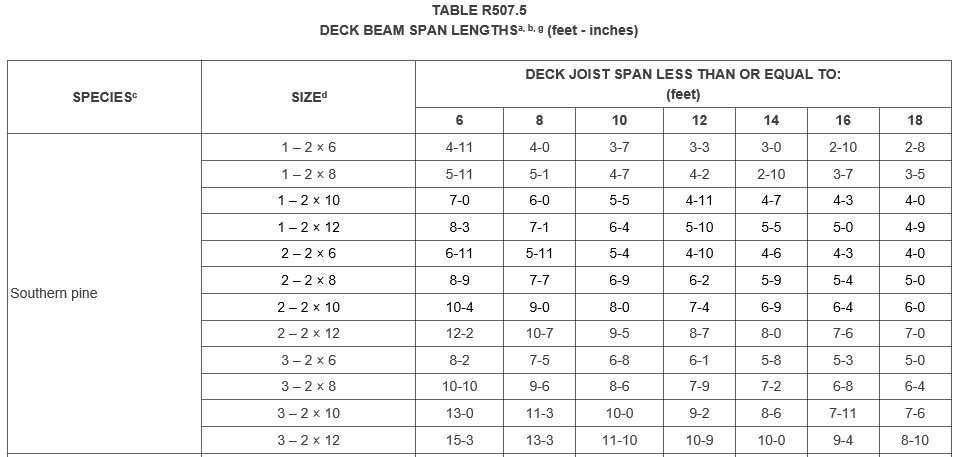 TABLE R507.5
DECK BEAM SPAN LENGTHSa, b, g (feet - inches)
SPECIESc SIZEd DECK JOIST SPAN LESS THAN OR EQUAL TO:
(feet)
6 8 10 12 14 16 18
Southern pine
1 – 2 × 6 4-11 4-0 3-7 3-3 3-0 2-10 2-8
1 – 2 × 8 5-11 5-1 4-7 4-2 2-10 3-7 3-5
1 – 2 × 10 7-0 6-0 5-5 4-11 4-7 4-3 4-0
1 – 2 × 12 8-3 7-1 6-4 5-10 5-5 5-0 4-9
2 – 2 × 6 6-11 5-11 5-4 4-10 4-6 4-3 4-0
2 – 2 × 8 8-9 7-7 6-9 6-2 5-9 5-4 5-0
2 – 2 × 10 10-4 9-0 8-0 7-4 6-9 6-4 6-0
2 – 2 × 12 12-2 10-7 9-5 8-7 8-0 7-6 7-0
3 – 2 × 6 8-2 7-5 6-8 6-1 5-8 5-3 5-0
3 – 2 × 8 10-10 9-6 8-6 7-9 7-2 6-8 6-4
3 – 2 × 10 13-0 11-3 10-0 9-2 8-6 7-11 7-6
3 – 2 × 12 15-3 13-3 11-10 10-9 10-0 9-4 8-10